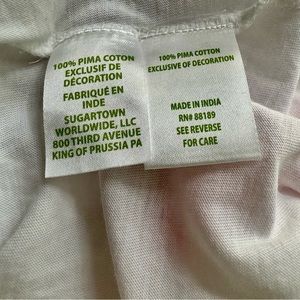 100% PIMA COTON
EXCLUSIF DE
DÉCORATION
FABRIQUÉ EN
INDE
SUGARTOWN
WORLDWIDE, LLC
800 THIRD AVENUE
KING OF PRUSSIA PA
100% PIMA COTTON
EXCLUSIVE OF DECORATION
MADE IN INDIA
RN# 88189
SEE REVERSE
FOR CARE